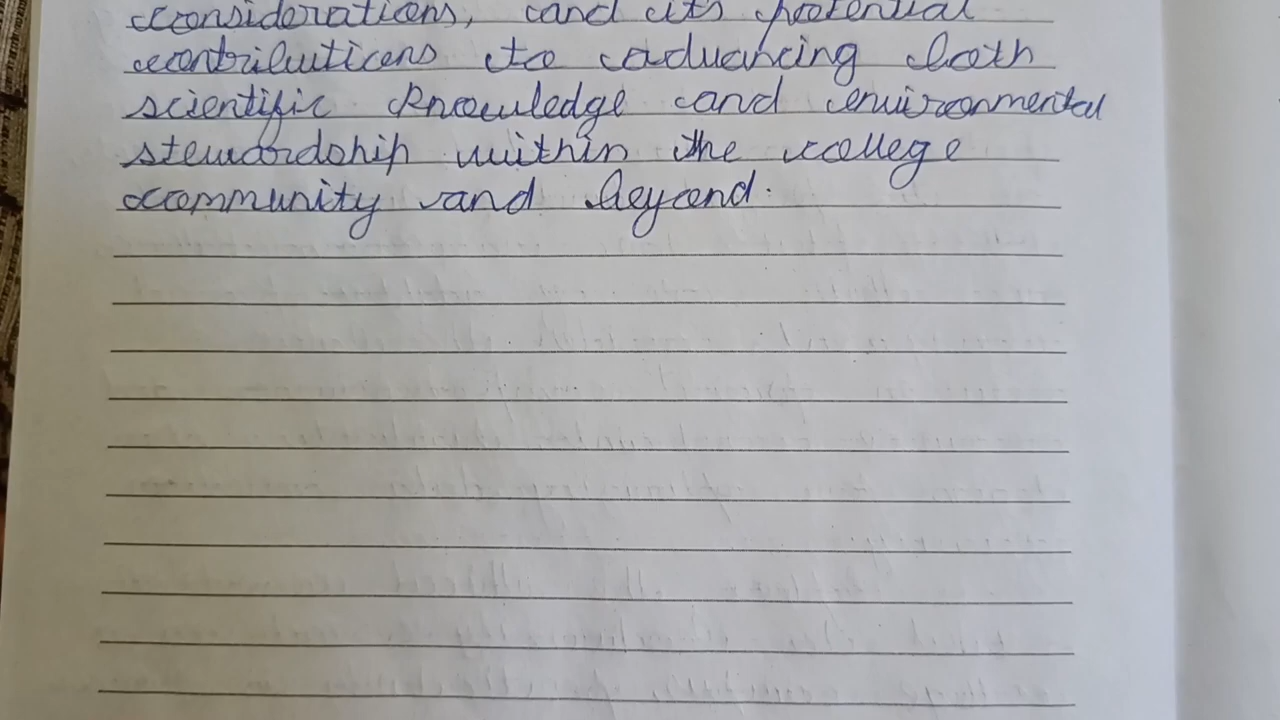 considerations, and its potential
contributions to advancing both
scientific knowledge and environmental
stewardship within the college
community and beyond.